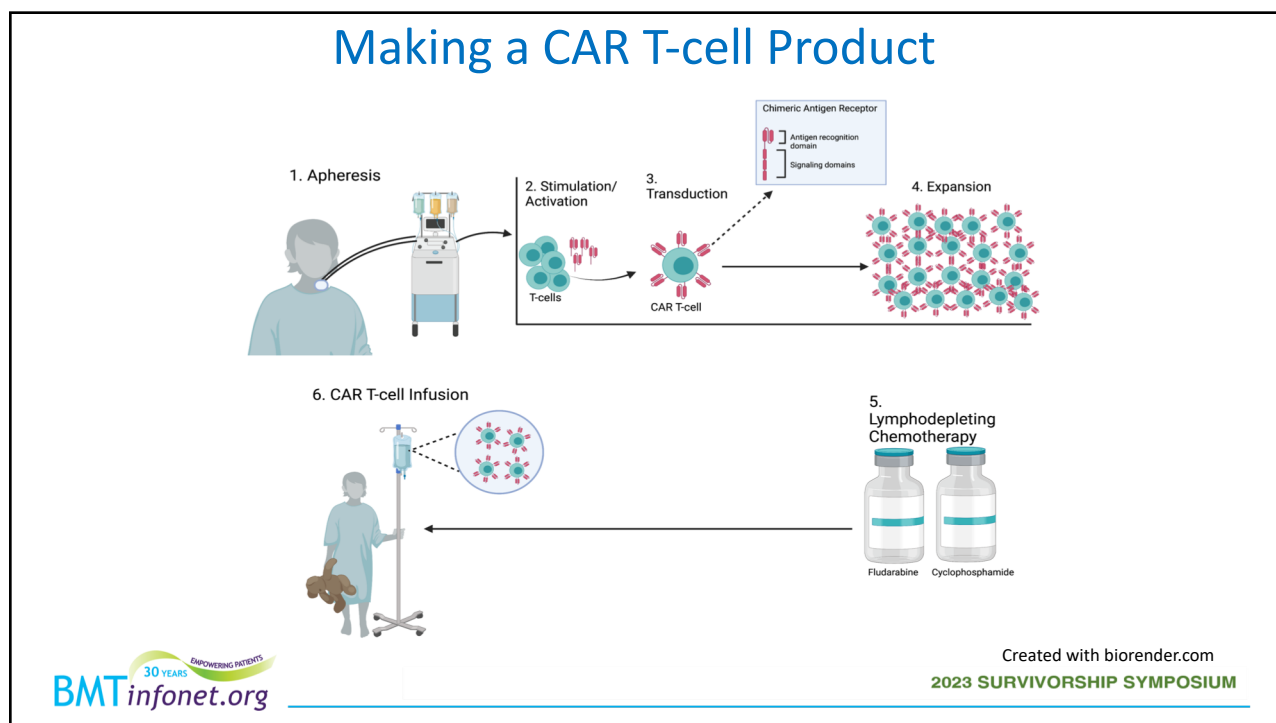 Making a CAR T-cell Product
Chimeric Antigen Receptor
Antigen recognition
domain
Signaling domains
1. Apheresis
2. Stimulation/
Activation
3.
Transduction
4. Expansion
T-cells
CAR T-cell
6. CAR T-cell Infusion
5.
Lymphodepleting
Chemotherapy
Fludarabine
Cyclophosphamide
30 YEARS
EMPOWERING PATIENTS
BMTinfonet.org
Created with biorender.com
2023 SURVIVORSHIP SYMPOSIUM